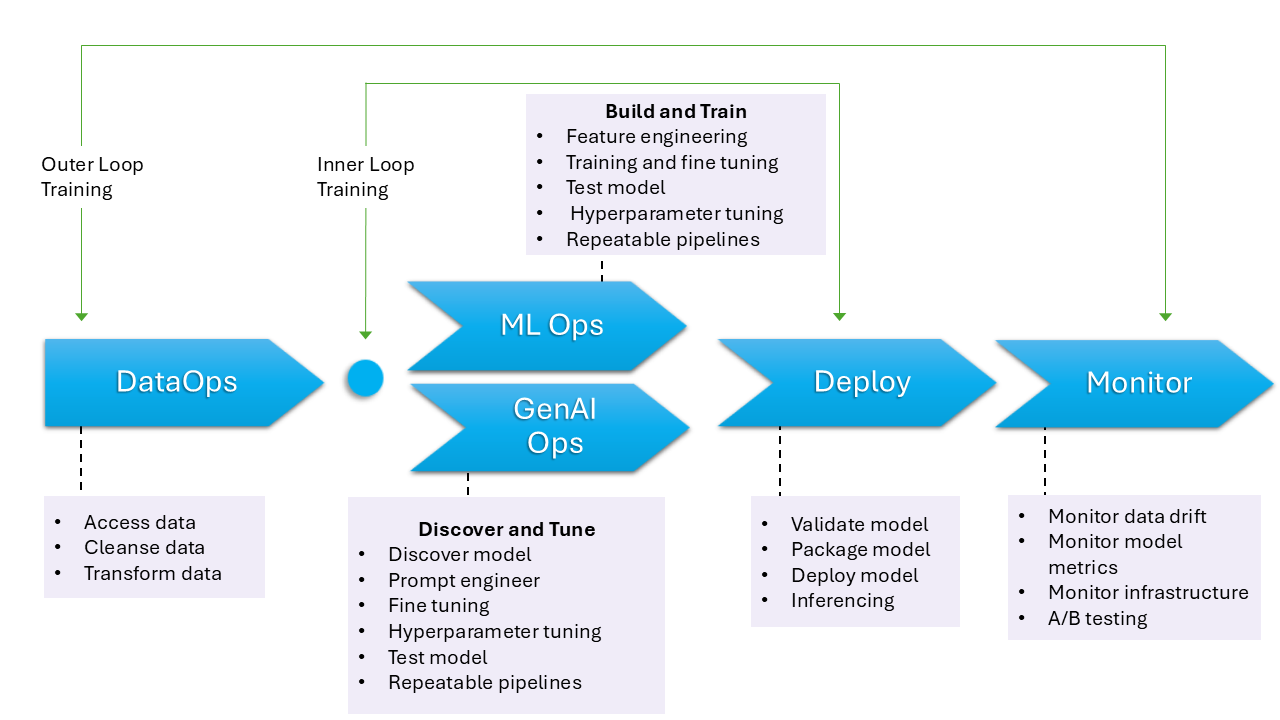 Build and Train
• Feature engineering
• Training and fine tuning
• Test model
• Hyperparameter tuning
• Repeatable pipelines
Outer Loop
Training
Inner Loop
Training
ML Ops
DataOps
GenAI
Ops
Deploy
Monitor
• Access data
• Cleanse data
• Transform data
Discover and Tune
• Discover model
• Prompt engineer
• Fine tuning
• Hyperparameter tuning
• Test model
• Repeatable pipelines
• Validate model
• Package model
• Deploy model
• Inferencing
• Monitor data drift
• Monitor model
metrics
• Monitor infrastructure
• A/B testing